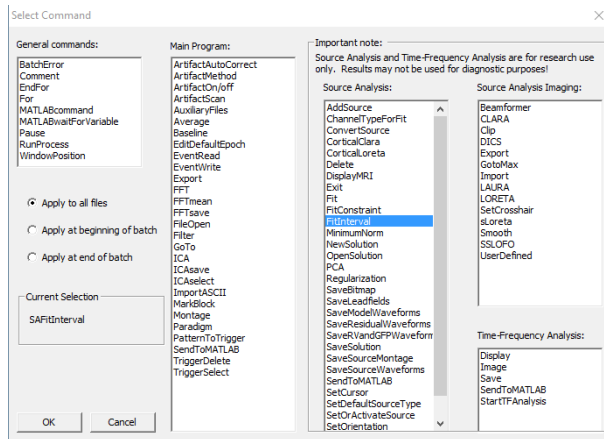 Select Command
General commands:
BatchError
Comment
EndFor
For
MATLABcommand
MATLABwaitForVariable
Pause
RunProcess
WindowPosition
Apply to all files
Apply at beginning of batch
Apply at end of batch
Current Selection
SAFitInterval
OK
Cancel
Main Program:
ArtifactAutoCorrect
ArtifactMethod
ArtifactOn/off
ArtifactScan
AuxiliaryFiles
Average
Baseline
EditDefaultEpoch
EventRead
EventWrite
Export
FFT
FFTmean
FFTsave
FileOpen
Filter
GoTo
ICA
ICAsave
ICAselect
ImportASCII
MarkBlock
Montage
Paradigm
PatternToTrigger
SendToMATLAB
TriggerDelete
TriggerSelect
Important note:
Source Analysis and Time-Frequency Analysis are for research use
only. Results may not be used for diagnostic purposes!
Source Analysis:
AddSource
ChannelTypeForFit
ConvertSource
CorticalClara
CorticalLoreta
Delete
DisplayMRI
Exit
Fit
FitConstraint
FitInterval
MinimumNorm
NewSolution
OpenSolution
PCA
Regularization
SaveBitmap
SaveLeadfields
SaveModelWaveforms
SaveResidualWaveforms
SaveRVandGFPWaveform
SaveSolution
SaveSourceMontage
SaveSourceWaveforms
SendToMATLAB
SetCursor
SetDefaultSourceType
SetOrActivateSource
SetOrientation
Source Analysis Imaging:
Beamformer
CLARA
Clip
DICS
Export
GotoMax
Import
LAURA
LORETA
SetCrosshair
sLoreta
Smooth
SSLOFO
UserDefined
Time-Frequency Analysis:
Display
Image
Save
SendToMATLAB
StartTFAnalysis